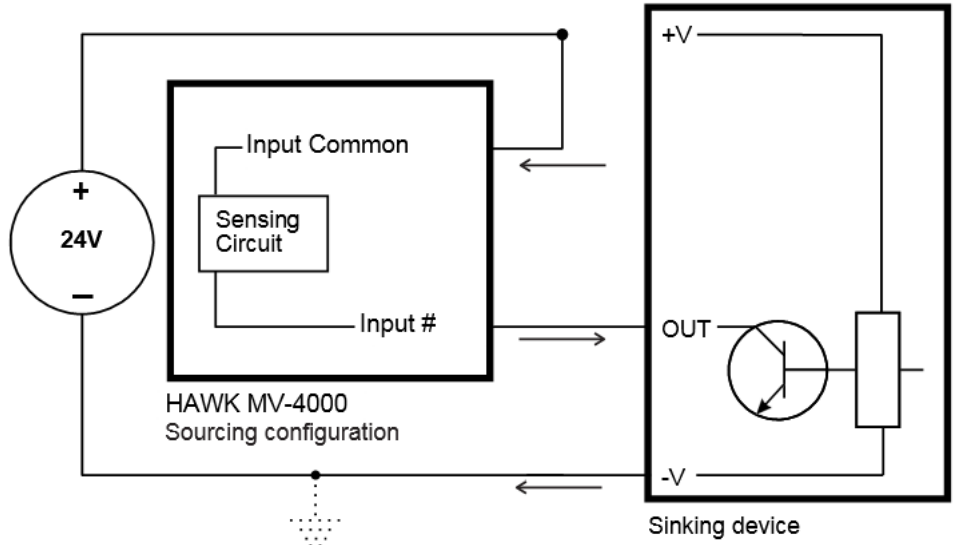 +V
Input Common
+
24V
−
Sensing
Circuit
Input #
OUT
HAWK MV-4000
Sourcing configuration
-V
Sinking device